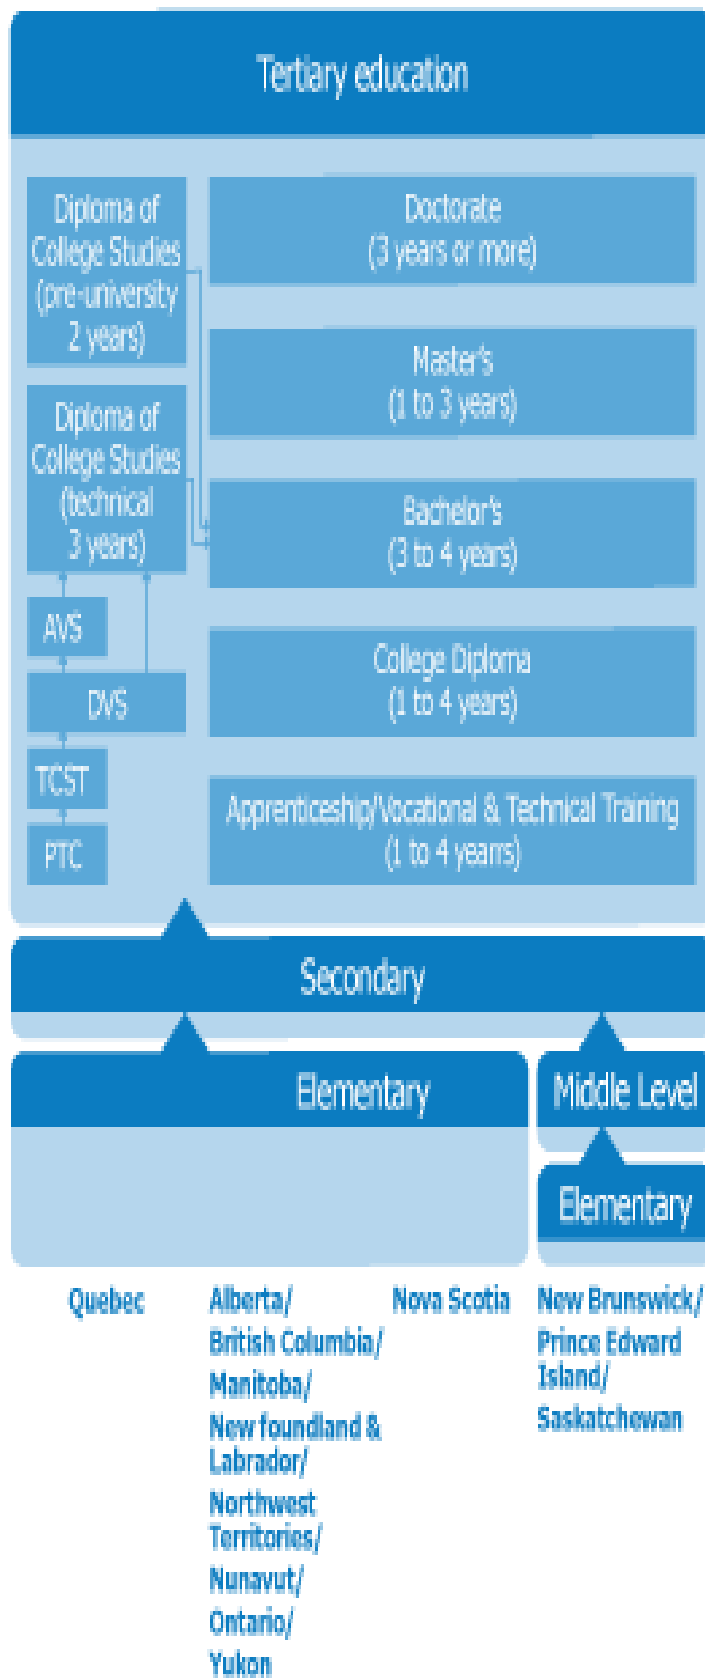 Tertiary education
Diploma of
College Studies
(pre-university
2 years)
Diploma of
College Studies
(technical
3 years)
AVS
DVS
TCST
PTC
Doctorate
(3 years or more)
Master's
(1 to 3 years)
Bachelor's
(3 to 4 years)
College Diploma
(1 to 4 years)
Apprenticeship/Vocational & Technical Training
(1 to 4 yearrs)
Secondary
Elementary
Middle Level
Elementary
Quebec
Alberta/
British Columbia/
Manitoba/
New foundland &
Labrador/
Northwest
Territories/
Nunavut/
Ontario/
Yukon
Nova Scotia
New Brunswick/
Prince Edward
Island/
Saskatchewan